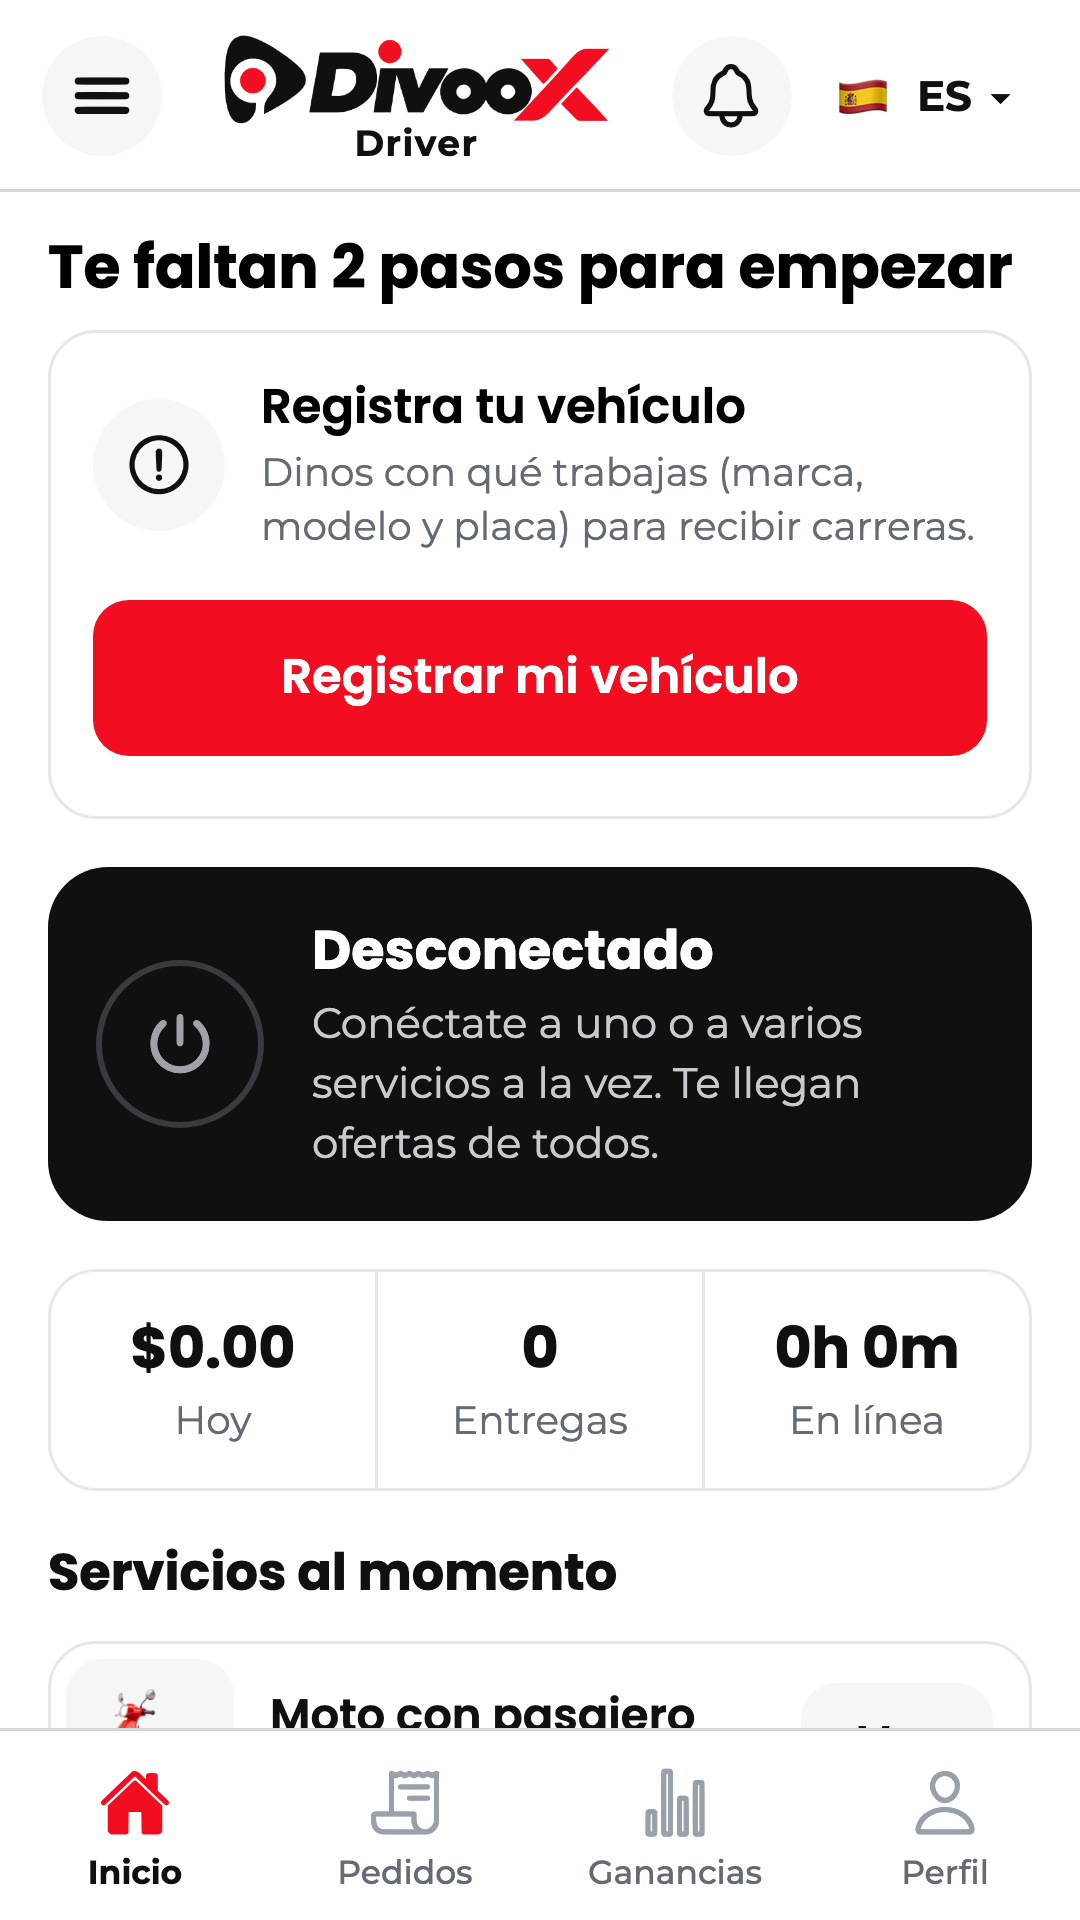 DivooX
Driver
ES
Te faltan 2 pasos para empezar
Registra tu vehículo
Dinos con qué trabajas (marca,
modelo y placa) para recibir carreras.
Registrar mi vehículo
Desconectado
Conéctate a uno o a varios
servicios a la vez. Te llegan
ofertas de todos.
$0.00
Hoy
0
Entregas
0h 0m
En línea
Servicios al momento
Moto con pasajero
Inicio
Pedidos
Ganancias
Perfil